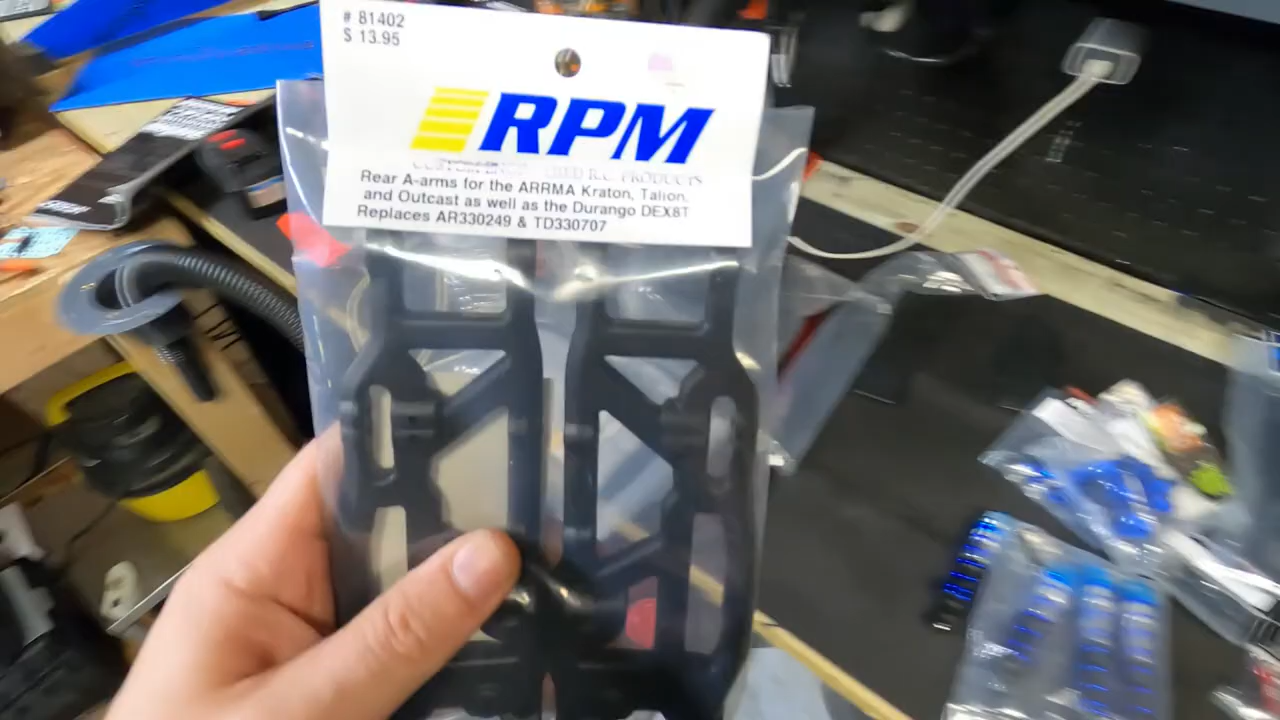 # 81402
$ 13.95
RPM
R.C. PRODUCTS
Rear A-arms for the ARRMA Kraton, Talion,
and Outcast as well as the Durango DEX8T
Replaces AR330249 & TD330707